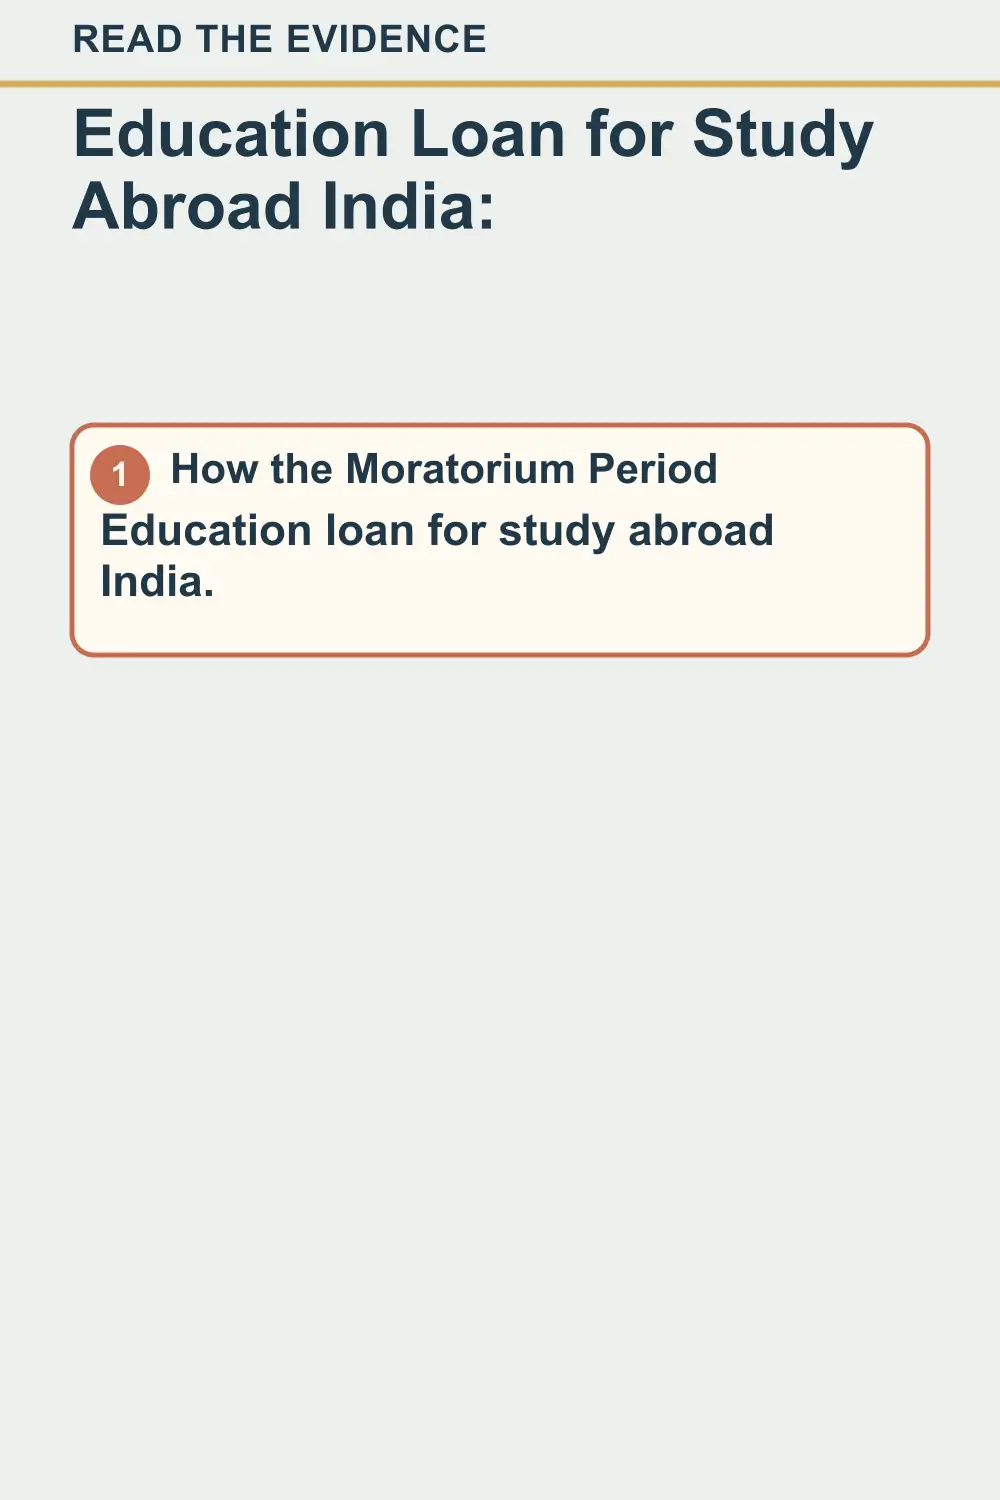 READ THE EVIDENCE
Education Loan for Study
Abroad India:
1 How the Moratorium Period
Education loan for study abroad
India.